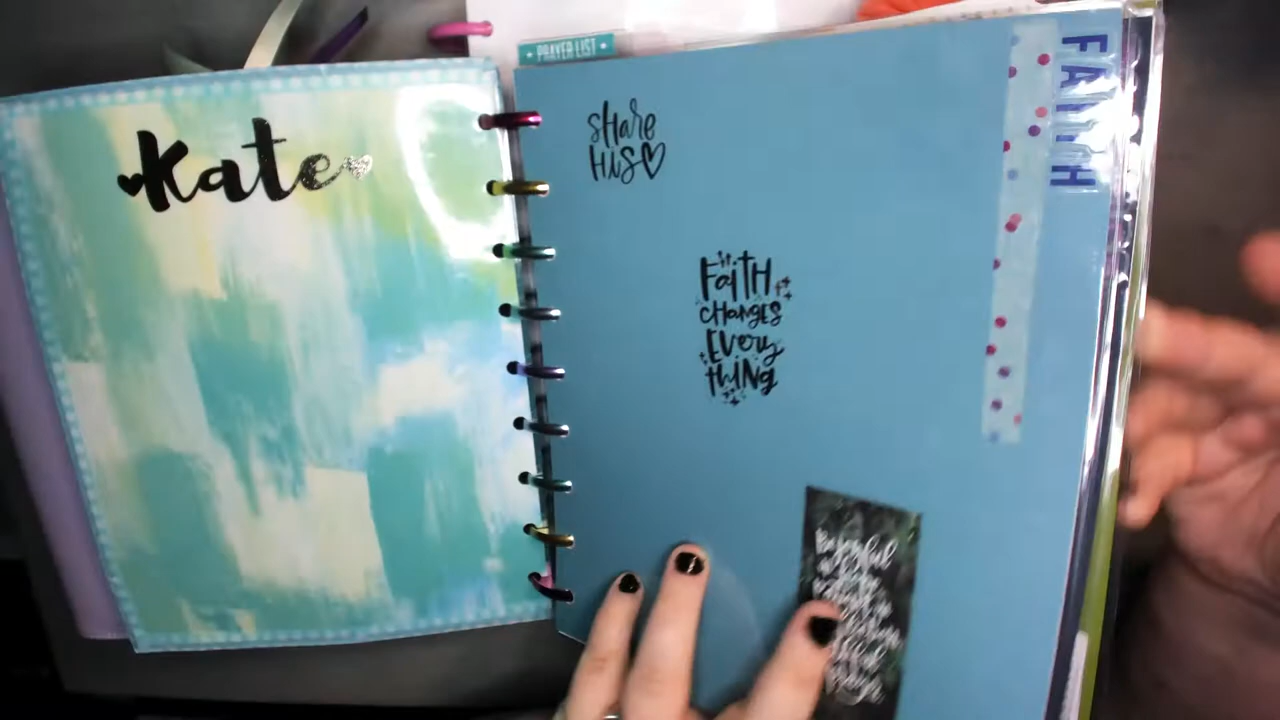 PRAYER LIST
Kate
sHare
His
FAITH
CHANGES
EVery
tHiNg
FAITH